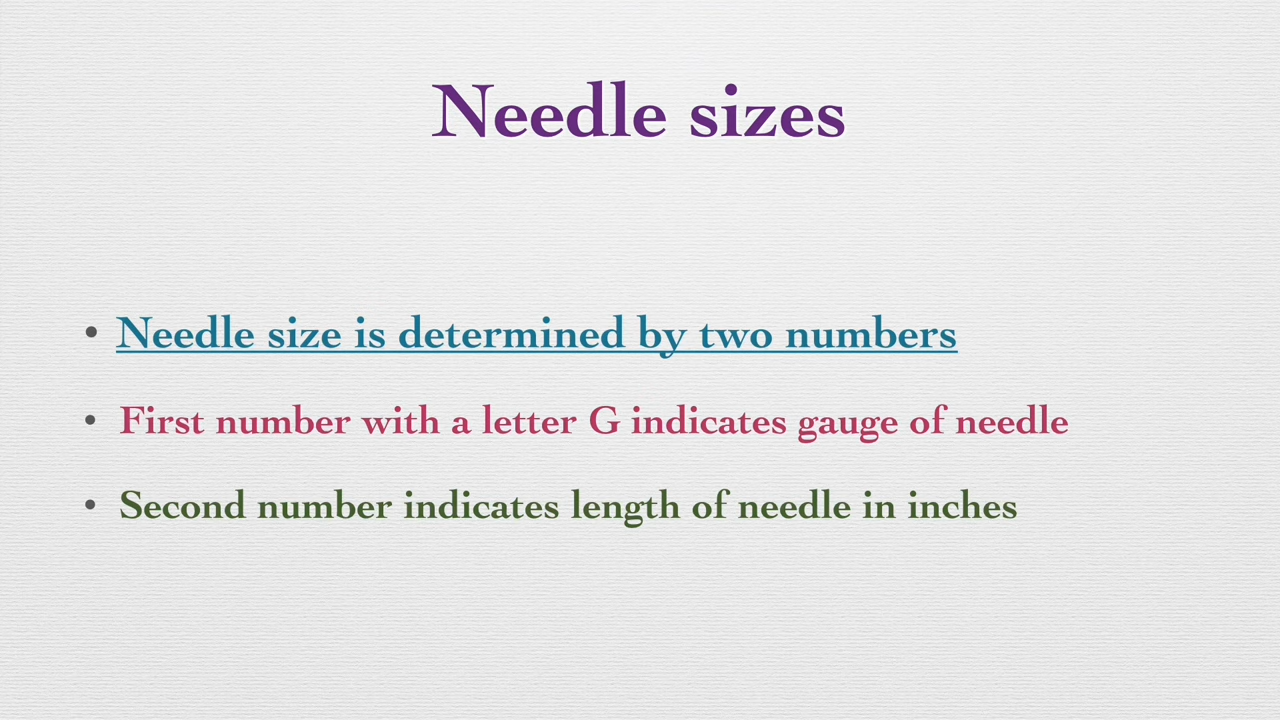 Needle sizes
• Needle size is determined by two numbers
• First number with a letter G indicates gauge of needle
• Second number indicates length of needle in inches